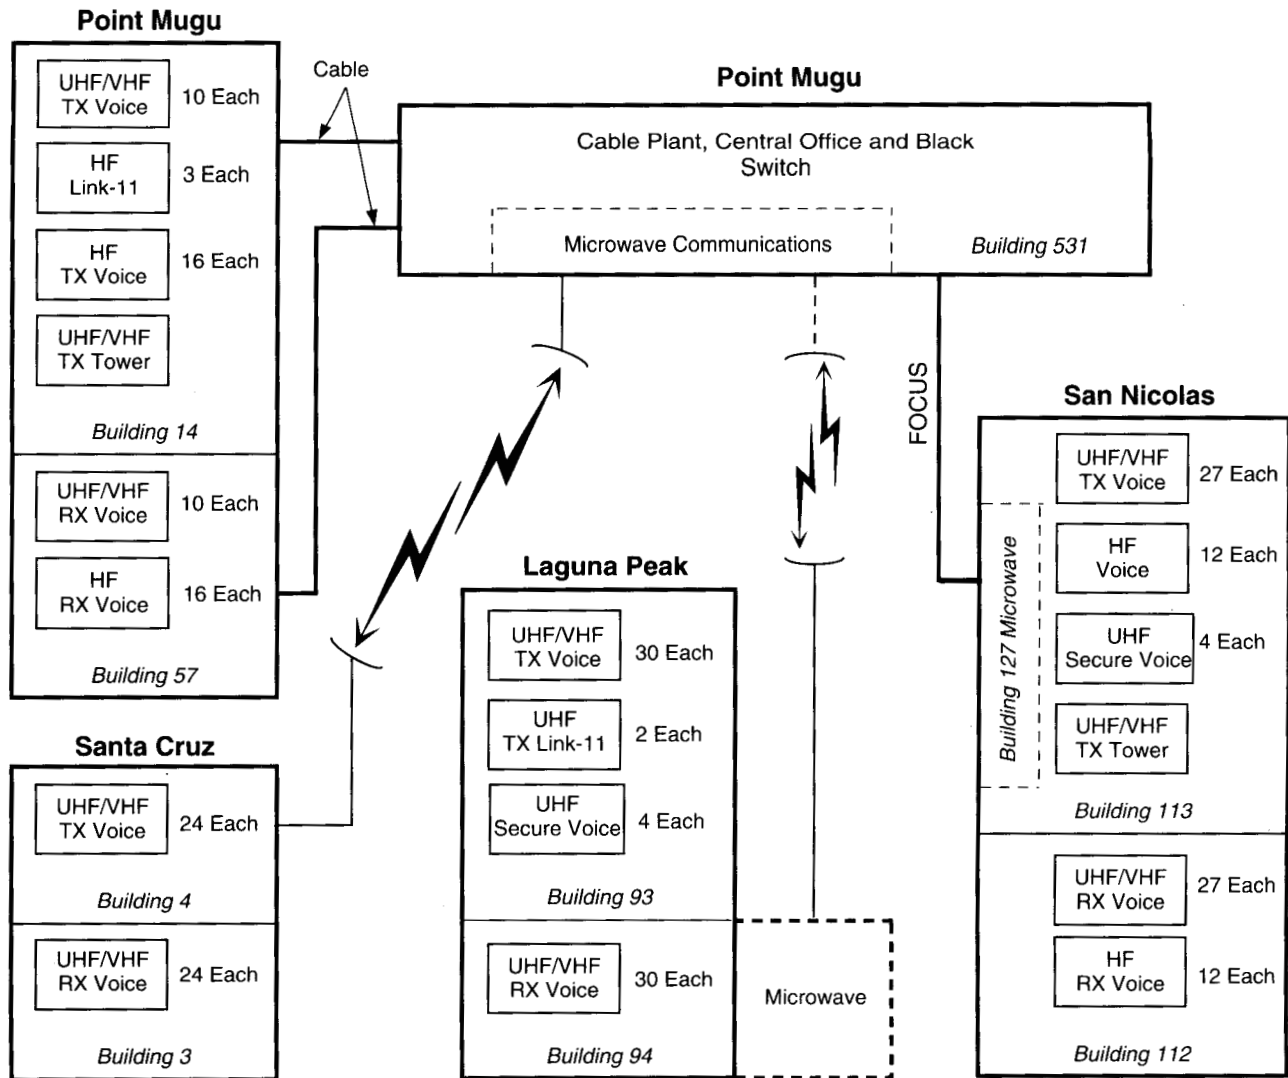 Point Mugu
UHF/VHF
TX Voice
10 Each
HF
Link-11
3 Each
HF
TX Voice
16 Each
UHF/VHF
TX Tower
Building 14
UHF/VHF
RX Voice
10 Each
HF
RX Voice
16 Each
Building 57
Cable
Point Mugu
Cable Plant, Central Office and Black
Switch
Microwave Communications
Building 531
FOCUS
Santa Cruz
UHF/VHF
TX Voice
24 Each
Building 4
UHF/VHF
RX Voice
24 Each
Building 3
Laguna Peak
UHF/VHF
TX Voice
30 Each
UHF
TX Link-11
2 Each
UHF
Secure Voice
4 Each
Building 93
UHF/VHF
RX Voice
30 Each
Building 94
Microwave
San Nicolas
UHF/VHF
TX Voice
27 Each
HF
Voice
12 Each
UHF
Secure Voice
4 Each
UHF/VHF
TX Tower
Building 127 Microwave
Building 113
UHF/VHF
RX Voice
27 Each
HF
RX Voice
12 Each
Building 112